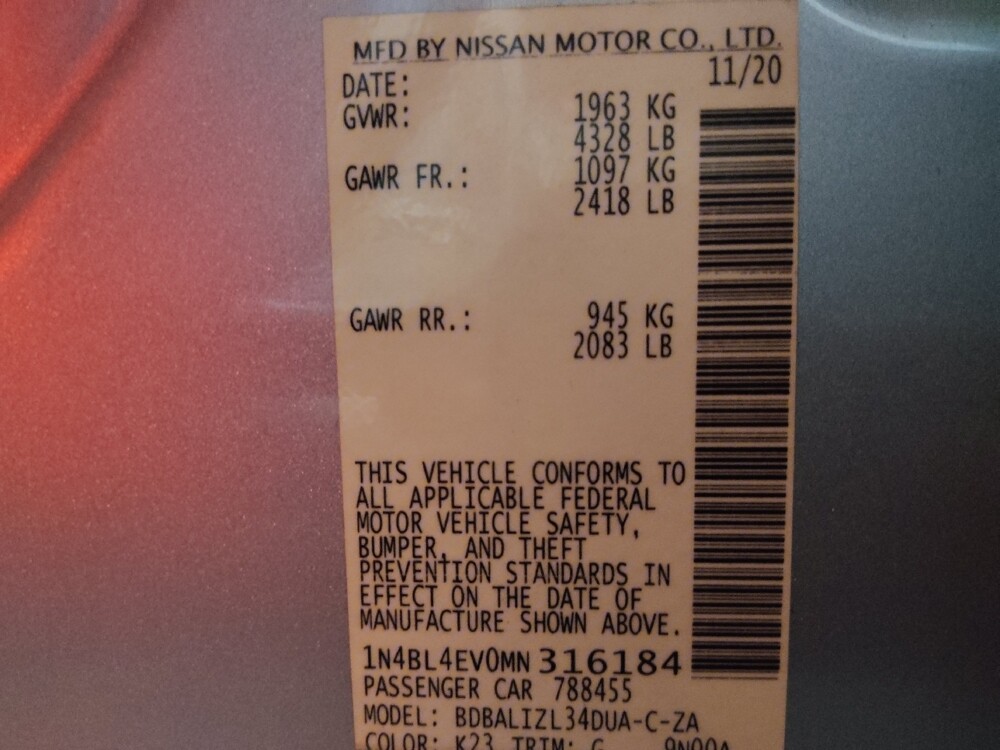 MFD BY NISSAN MOTOR CO., LTD.
DATE: 11/20
GVWR: 1963 KG
4328 LB
GAWR FR.: 1097 KG
2418 LB
GAWR RR.: 945 KG
2083 LB
THIS VEHICLE CONFORMS TO
ALL APPLICABLE FEDERAL
MOTOR VEHICLE SAFETY,
BUMPER, AND THEFT
PREVENTION STANDARDS IN
EFFECT ON THE DATE OF
MANUFACTURE SHOWN ABOVE.
1N4BL4EV0MN316184
PASSENGER CAR 788455
MODEL: BDBALIZL34DUA-C-ZA
COLOR: K23 TRIM: G